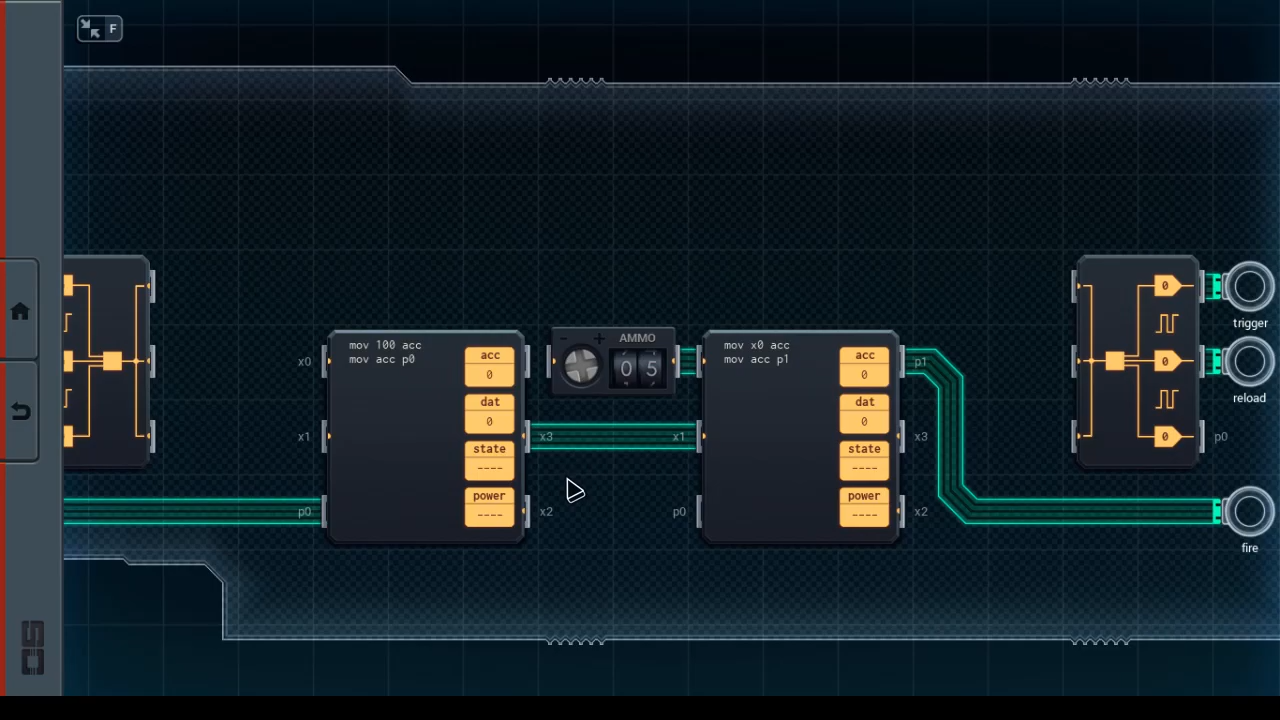 F
AMMO
- +
0 5
mov 100 acc
mov acc p0
acc
0
dat
0
state
----
power
----
x0
x1
p0
x3
x2
mov x0 acc
mov acc p1
acc
0
dat
0
state
----
power
----
x1
p0
p1
x3
x2
0
0
0
p0
trigger
reload
fire